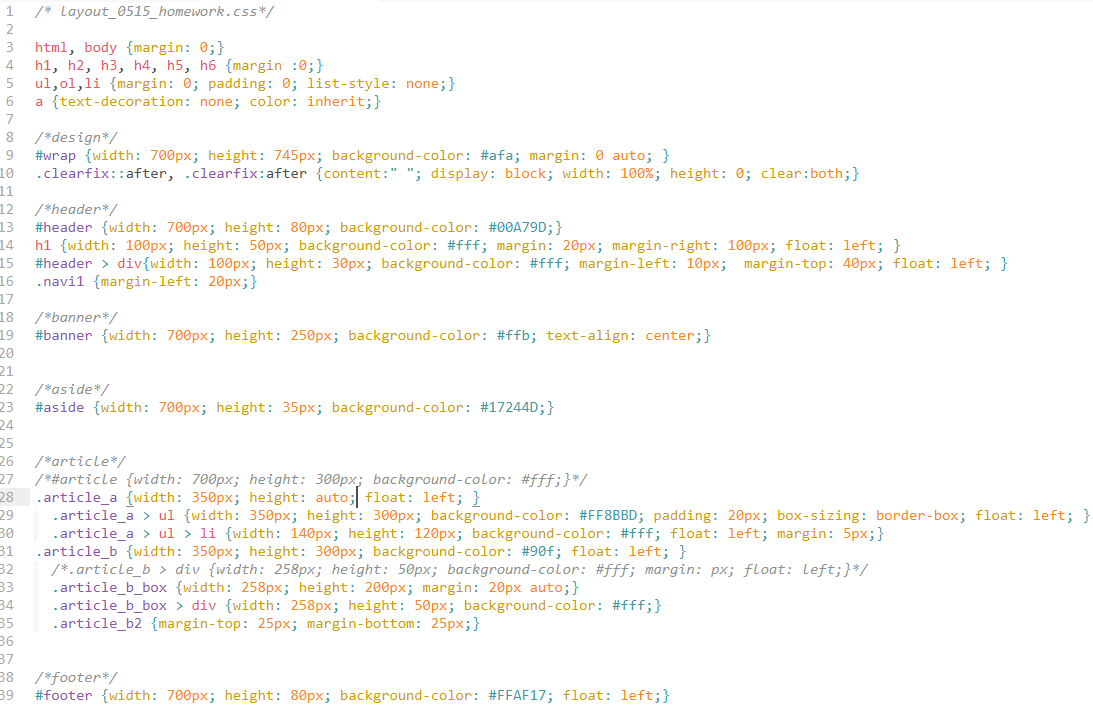 1 /* layout_0515_homework.css*/
2
3 html, body {margin: 0;}
4 h1, h2, h3, h4, h5, h6 {margin :0;}
5 ul,ol,li {margin: 0; padding: 0; list-style: none;}
6 a {text-decoration: none; color: inherit;}
7
8 /*design*/
9 #wrap {width: 700px; height: 745px; background-color: #afa; margin: 0 auto; }
10 .clearfix::after, .clearfix:after {content:" "; display: block; width: 100%; height: 0; clear:both;}
11
12 /*header*/
13 #header {width: 700px; height: 80px; background-color: #00A79D;}
14 h1 {width: 100px; height: 50px; background-color: #fff; margin: 20px; margin-right: 100px; float: left; }
15 #header > div{width: 100px; height: 30px; background-color: #fff; margin-left: 10px;  margin-top: 40px; float: left; }
16 .navi1 {margin-left: 20px;}
17
18 /*banner*/
19 #banner {width: 700px; height: 250px; background-color: #ffb; text-align: center;}
20
21
22 /*aside*/
23 #aside {width: 700px; height: 35px; background-color: #17244D;}
24
25
26 /*article*/
27 /*#article {width: 700px; height: 300px; background-color: #fff;}*/
28 .article_a {width: 350px; height: auto; float: left; }
29 .article_a > ul {width: 350px; height: 300px; background-color: #FF8BBD; padding: 20px; box-sizing: border-box; float: left; }
30 .article_a > ul > li {width: 140px; height: 120px; background-color: #fff; float: left; margin: 5px;}
31 .article_b {width: 350px; height: 300px; background-color: #90f; float: left; }
32 /*.article_b > div {width: 258px; height: 50px; background-color: #fff; margin: px; float: left;}*/
33 .article_b_box {width: 258px; height: 200px; margin: 20px auto;}
34 .article_b_box > div {width: 258px; height: 50px; background-color: #fff;}
35 .article_b2 {margin-top: 25px; margin-bottom: 25px;}
36
37
38 /*footer*/
39 #footer {width: 700px; height: 80px; background-color: #FFAF17; float: left;}